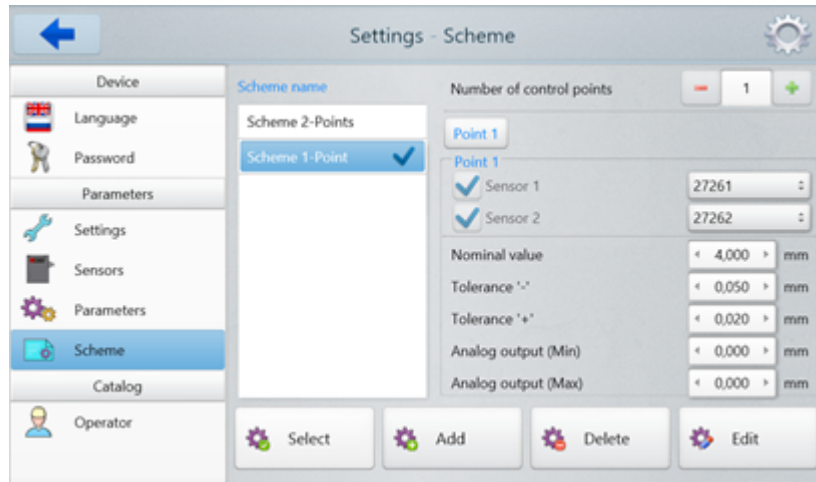 Settings - Scheme
Device
Language
Password
Parameters
Settings
Sensors
Parameters
Scheme
Catalog
Operator
Scheme name
Scheme 2-Points
Scheme 1-Point
Number of control points
1
Point 1
Point 1
Sensor 1 27261
Sensor 2 27262
Nominal value 4,000 mm
Tolerance '-' 0,050 mm
Tolerance '+' 0,020 mm
Analog output (Min) 0,000 mm
Analog output (Max) 0,000 mm
Select Add Delete Edit